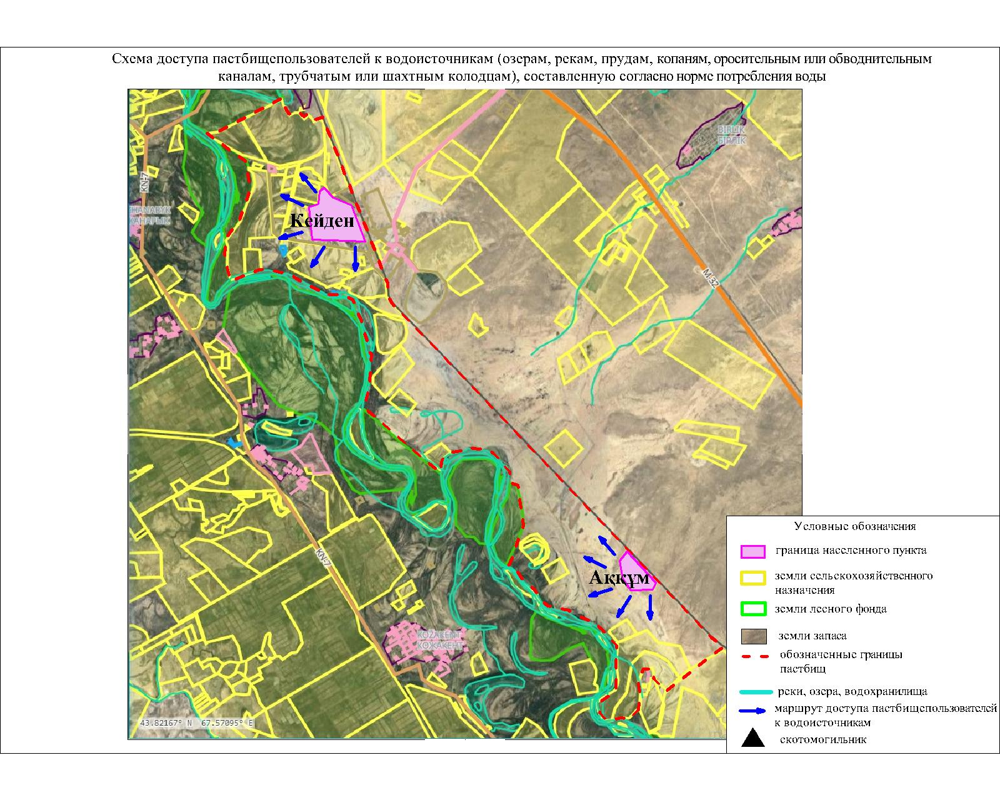 Схема доступа пастбищепользователей к водоисточникам (озерам, рекам, прудам, копаням, оросительным или обводнительным
каналам, трубчатым или шахтным колодцам), составленную согласно норме потребления воды
BIRLIK
БІРЛІК
KN-7
ЖАНАРЫК
Кейден
M-32
KN-7
Аққұм
KOZAKENT
КОЖАКЕНТ
43.82167° N 67.57095° E
Условные обозначения
граница населенного пункта
земли сельскохозяйственного
назначения
земли лесного фонда
земли запаса
обозначенные границы
пастбищ
реки, озера, водохранилища
маршрут доступа пастбищепользователей
к водоисточникам
скотомогильник